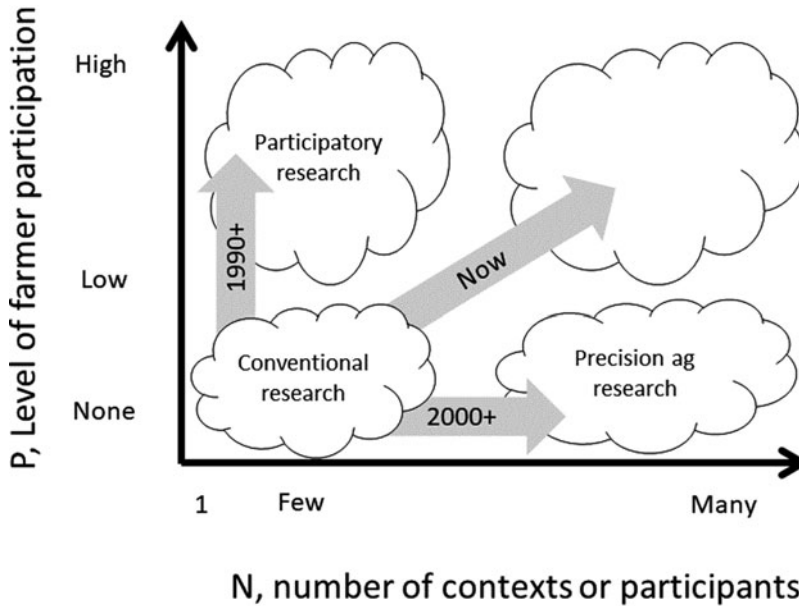 P, Level of farmer participation
High
Low
None
Participatory
research
1990+
Now
Conventional
research
Precision ag
research
2000+
1
Few
Many
N, number of contexts or participants